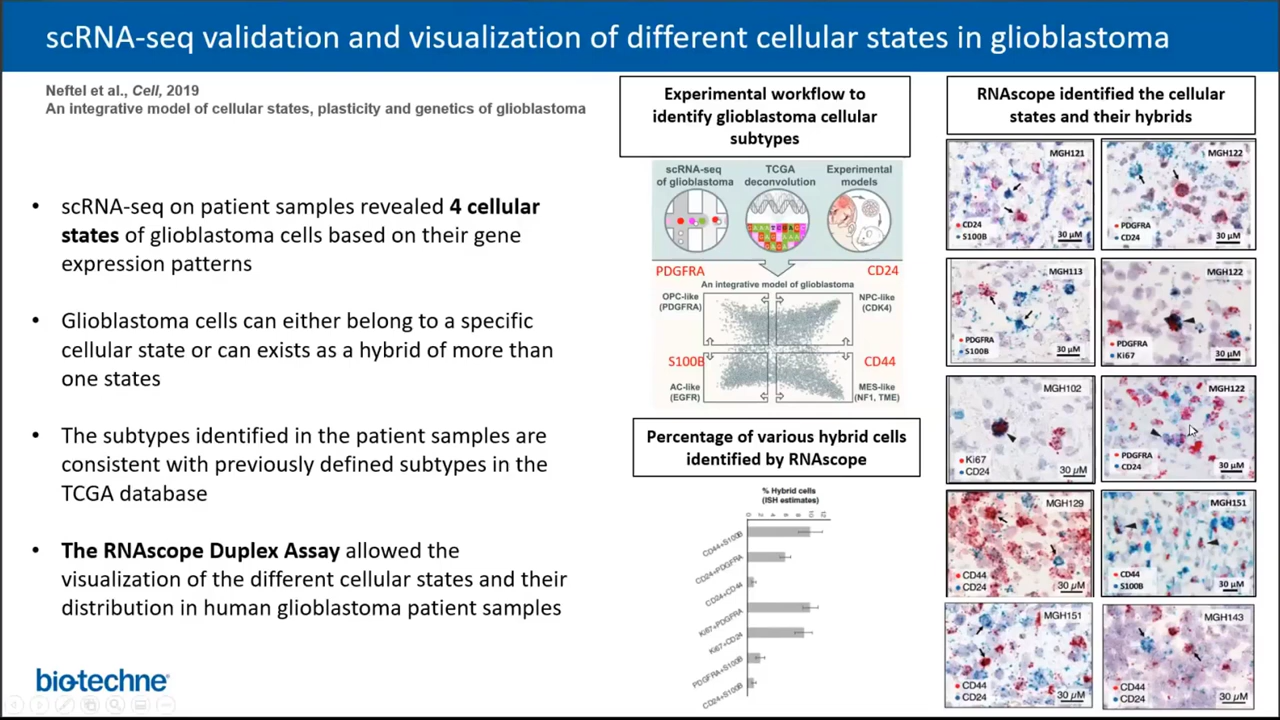 scRNA-seq validation and visualization of different cellular states in glioblastoma
Neftel et al., Cell, 2019
An integrative model of cellular states, plasticity and genetics of glioblastoma
• scRNA-seq on patient samples revealed 4 cellular
states of glioblastoma cells based on their gene
expression patterns
• Glioblastoma cells can either belong to a specific
cellular state or can exists as a hybrid of more than
one states
• The subtypes identified in the patient samples are
consistent with previously defined subtypes in the
TCGA database
• The RNAscope Duplex Assay allowed the
visualization of the different cellular states and their
distribution in human glioblastoma patient samples
bio-techne
Experimental workflow to
identify glioblastoma cellular
subtypes
scRNA-seq
of glioblastoma
TCGA
deconvolution
Experimental
models
PDGFRA
CD24
An integrative model of glioblastoma
OPC-like
(PDGFRA)
NPC-like
(CDK4)
S100B
CD44
AC-like
(EGFR)
MES-like
(NF1, TME)
Percentage of various hybrid cells
identified by RNAscope
% Hybrid cells
(ISH estimates)
0 2 4 6 8 10 12
CD44+S100B
CD24+PDGFRA
CD24+CD44
Ki67+PDGFRA
Ki67+CD24
PDGFRA+S100B
CD24+S100B
RNAscope identified the cellular
states and their hybrids
MGH121
CD24
S100B
30 µM
MGH122
PDGFRA
CD24
30 µM
MGH113
PDGFRA
S100B
30 µM
MGH122
PDGFRA
Ki67
30 µM
MGH102
Ki67
CD24
30 µM
MGH122
PDGFRA
CD24
30 µM
MGH129
CD44
CD24
30 µM
MGH151
CD44
S100B
30 µM
MGH151
CD44
CD24
30 µM
MGH143
CD44
CD24
30 µM